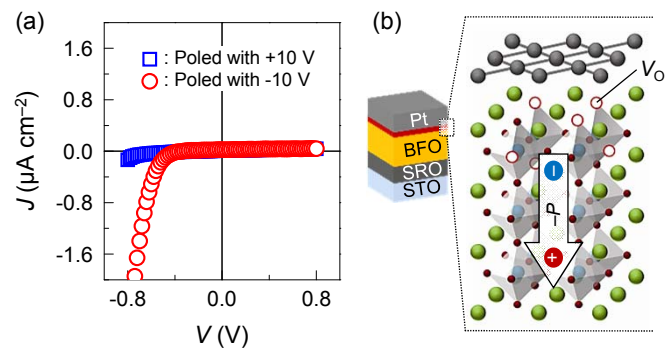 (a)
: Poled with +10 V
: Poled with -10 V
1.6
0.8
0.0
-0.8
-1.6
J (μA cm⁻²)
-0.8
0.0
0.8
V (V)
(b)
V_O
Pt
BFO
SRO
STO
−
-P
+